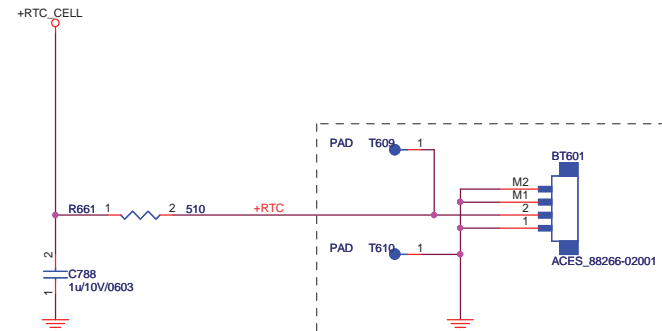 +RTC_CELL
PAD T609 1
BT601
M2
M1
R661 1 2 510 +RTC 2
1
PAD T610 1
ACES_88266-02001
2
C788
1u/10V/0603
1